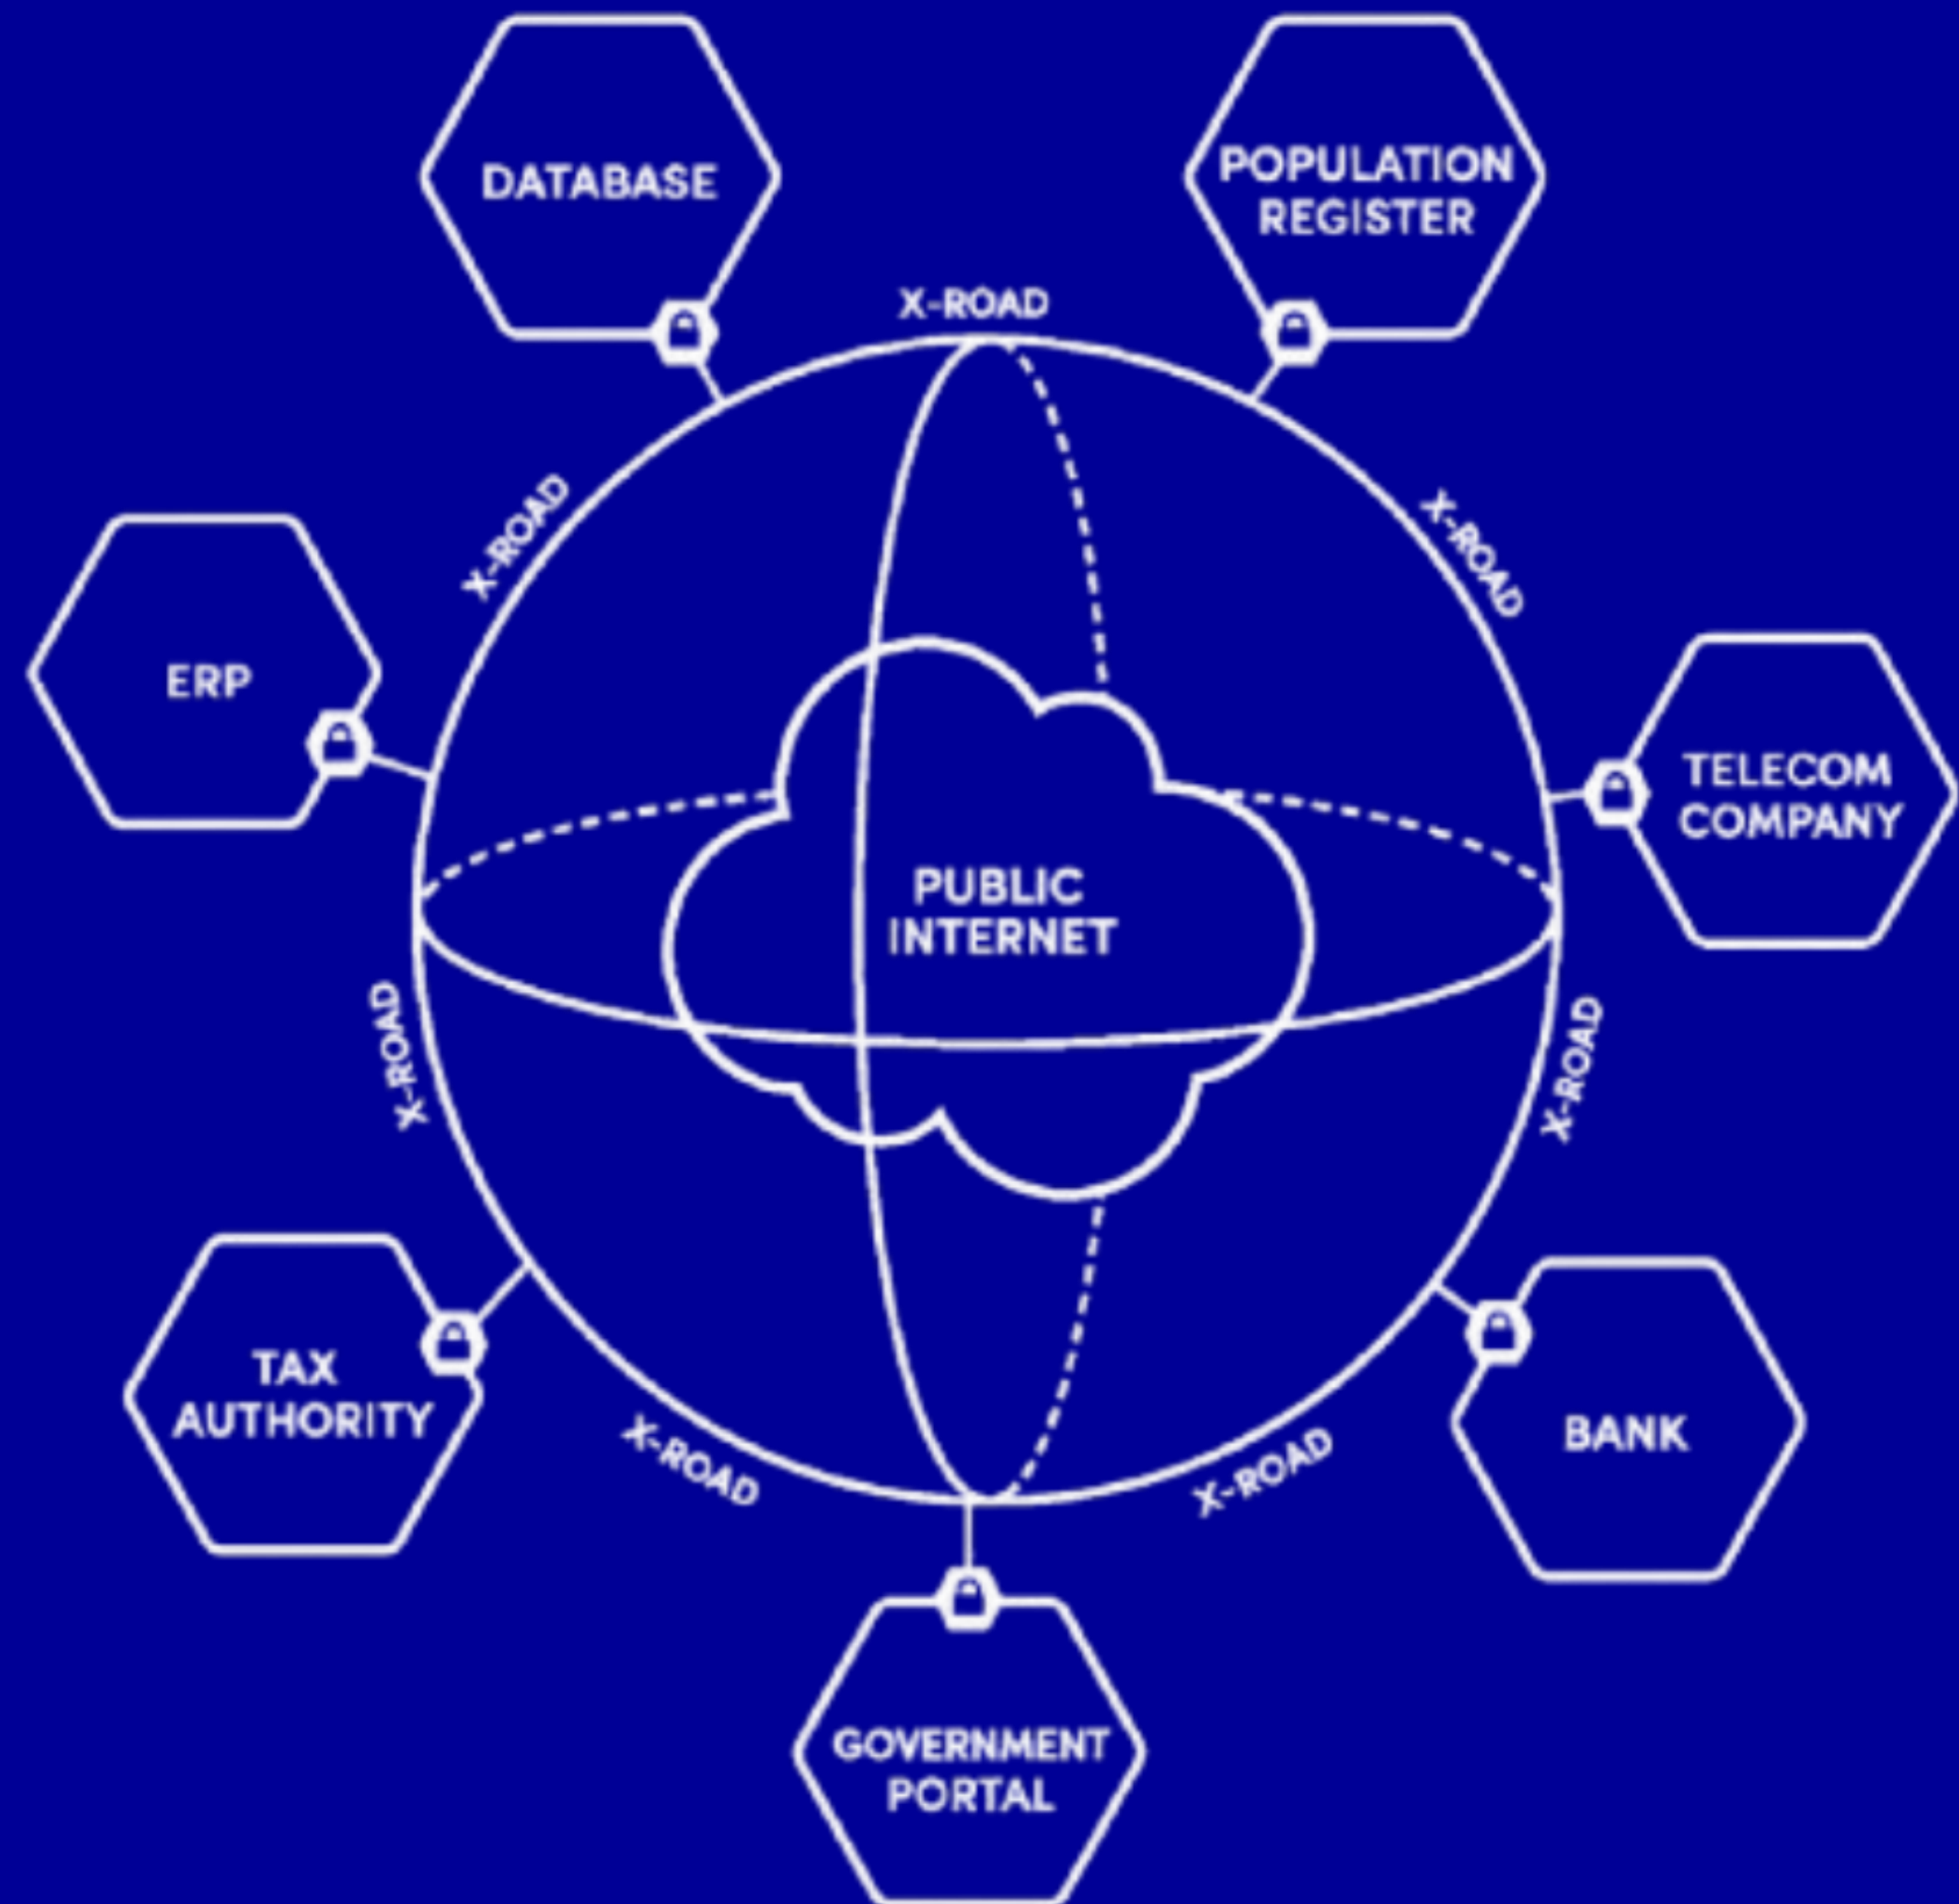 DATABASE
POPULATION
REGISTER
X-ROAD
X-ROAD
X-ROAD
ERP
TELECOM
COMPANY
PUBLIC
INTERNET
X-ROAD
X-ROAD
TAX
AUTHORITY
BANK
X-ROAD
X-ROAD
GOVERNMENT
PORTAL